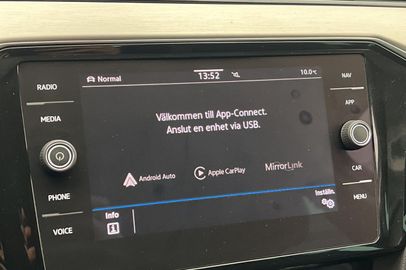 RADIO
MEDIA
PHONE
VOICE
Normal
13:52
10.0°C
Välkommen till App-Connect.
Anslut en enhet via USB.
Android Auto
Apple CarPlay
MirrorLink
Info
Inställn.
NAV
APP
CAR
MENU